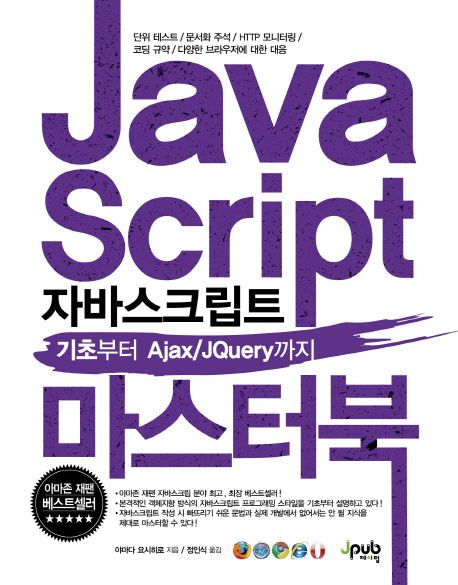 단위 테스트 / 문서화 주석 / HTTP 모니터링 /
코딩 규약 / 다양한 브라우저에 대한 대응
Java
Script
자바스크립트
기초부터 Ajax/JQuery까지
마스터북
아마존 재팬
베스트셀러
★★★★★
• 아마존 재팬 자바스크립 분야 최고, 최장 베스트셀러!
• 본격적인 객체지향 방식의 자바스크립트 프로그래밍 스타일을 기초부터 설명하고 있다!
• 자바스크립트 작성 시 빠뜨리기 쉬운 문법과 실제 개발에서 없어서는 안 될 지식을
제대로 마스터할 수 있다!
야마다 요시히로 지음 / 정인식 옮김
Jpub
제이펍